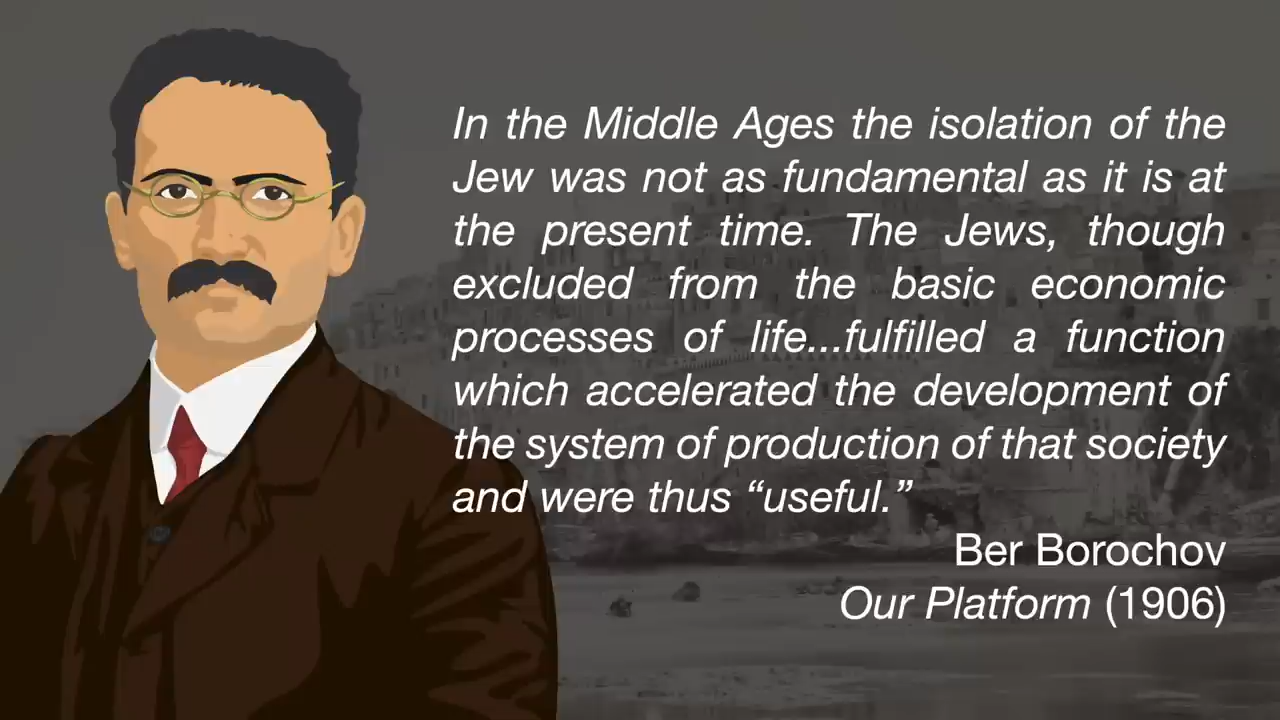 In the Middle Ages the isolation of the
Jew was not as fundamental as it is at
the present time. The Jews, though
excluded from the basic economic
processes of life...fulfilled a function
which accelerated the development of
the system of production of that society
and were thus “useful.”
Ber Borochov
Our Platform (1906)